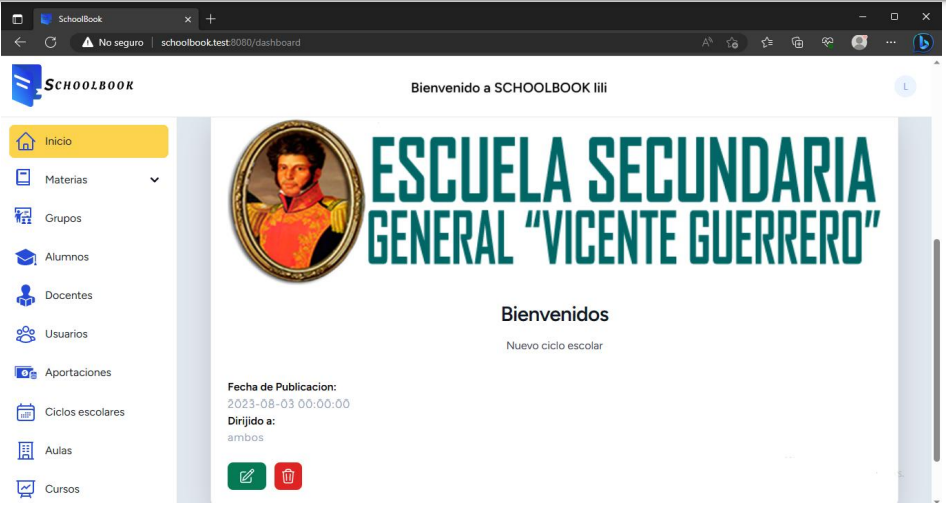 SchoolBook
No seguro | schoolbook.test:8080/dashboard
SCHOOLBOOK
Bienvenido a SCHOOLBOOK lili
L
Inicio
Materias
Grupos
Alumnos
Docentes
Usuarios
Aportaciones
Ciclos escolares
Aulas
Cursos
ESCUELA SECUNDARIA
GENERAL “VICENTE GUERRERO”
Bienvenidos
Nuevo ciclo escolar
Fecha de Publicacion:
2023-08-03 00:00:00
Dirijido a:
ambos